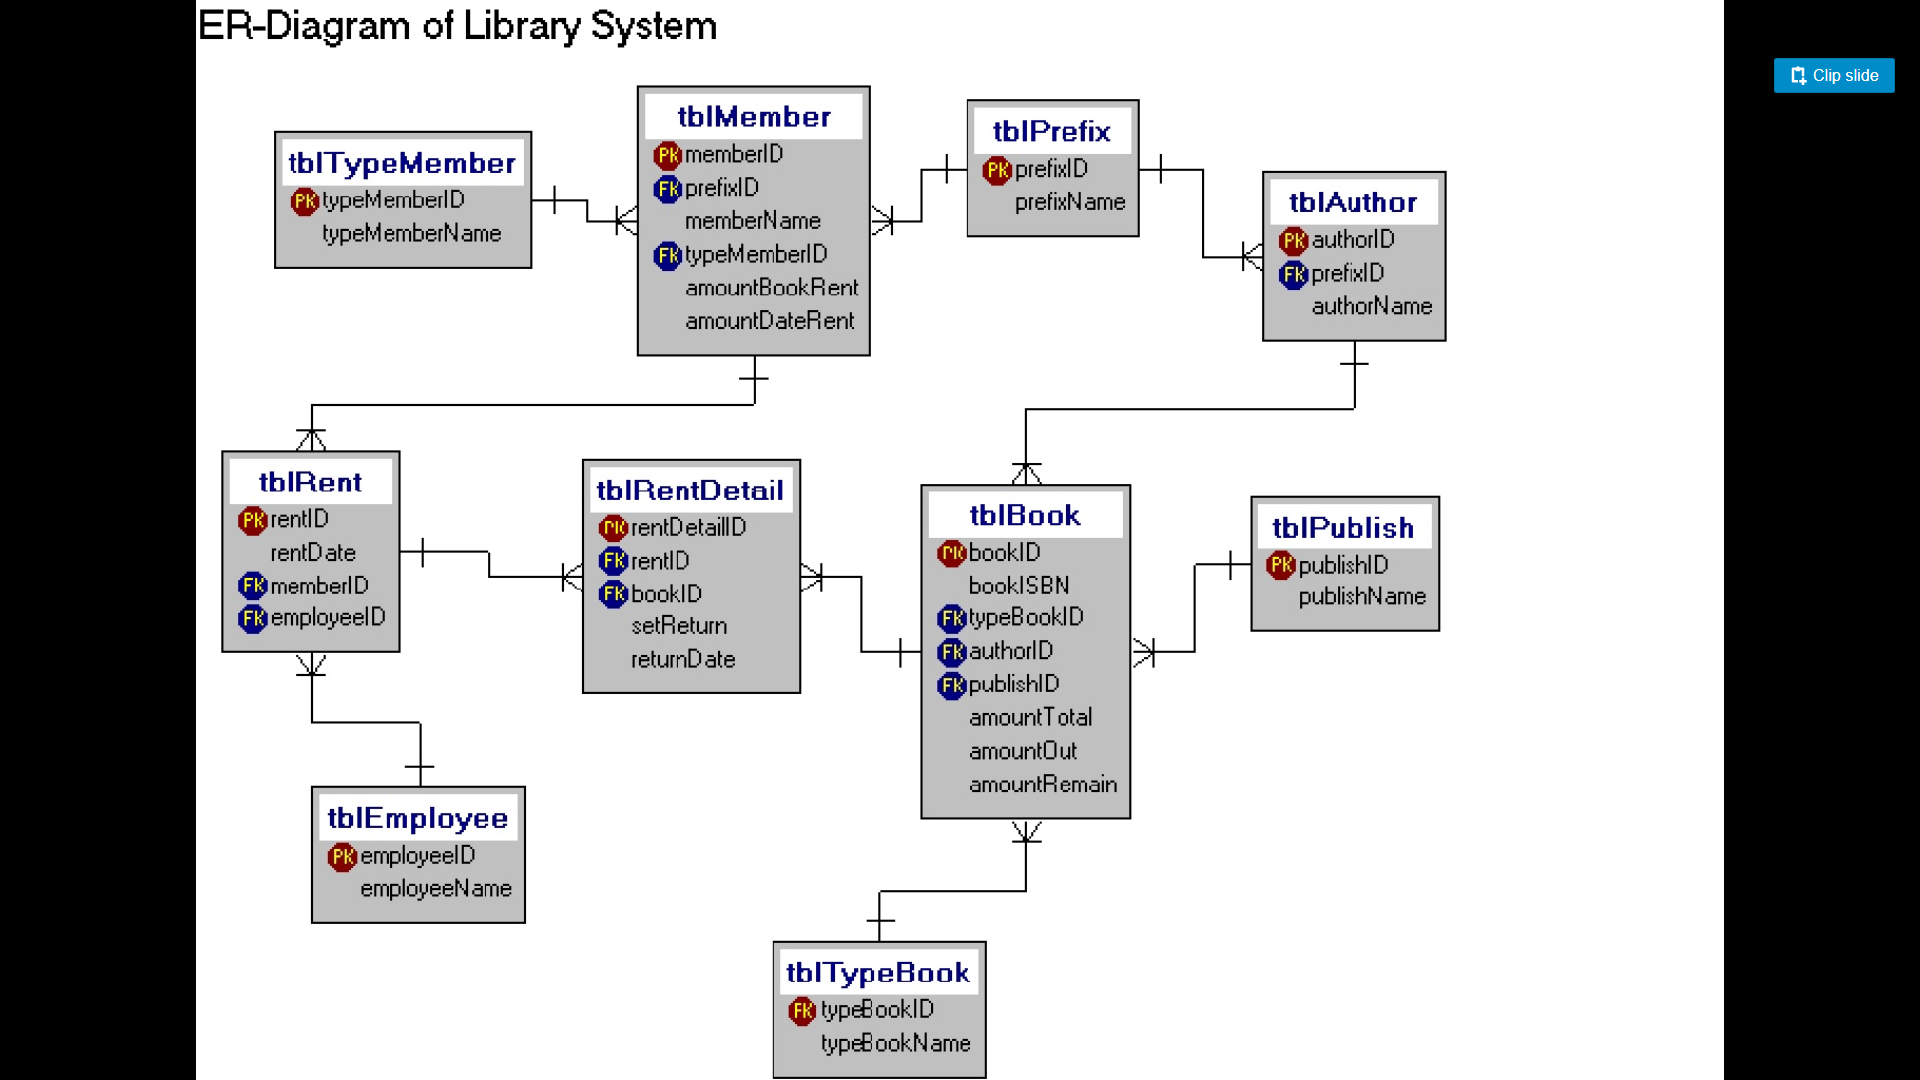 ER-Diagram of Library System
Clip slide
tblTypeMember
PK typeMemberID
typeMemberName
tblMember
PK memberID
FK prefixID
memberName
FK typeMemberID
amountBookRent
amountDateRent
tblPrefix
PK prefixID
prefixName
tblAuthor
PK authorID
FK prefixID
authorName
tblRent
PK rentID
rentDate
FK memberID
FK employeeID
tblRentDetail
PK rentDetailID
FK rentID
FK bookID
setReturn
returnDate
tblBook
PK bookID
bookISBN
FK typeBookID
FK authorID
FK publishID
amountTotal
amountOut
amountRemain
tblPublish
PK publishID
publishName
tblEmployee
PK employeeID
employeeName
tblTypeBook
FK typeBookID
typeBookName